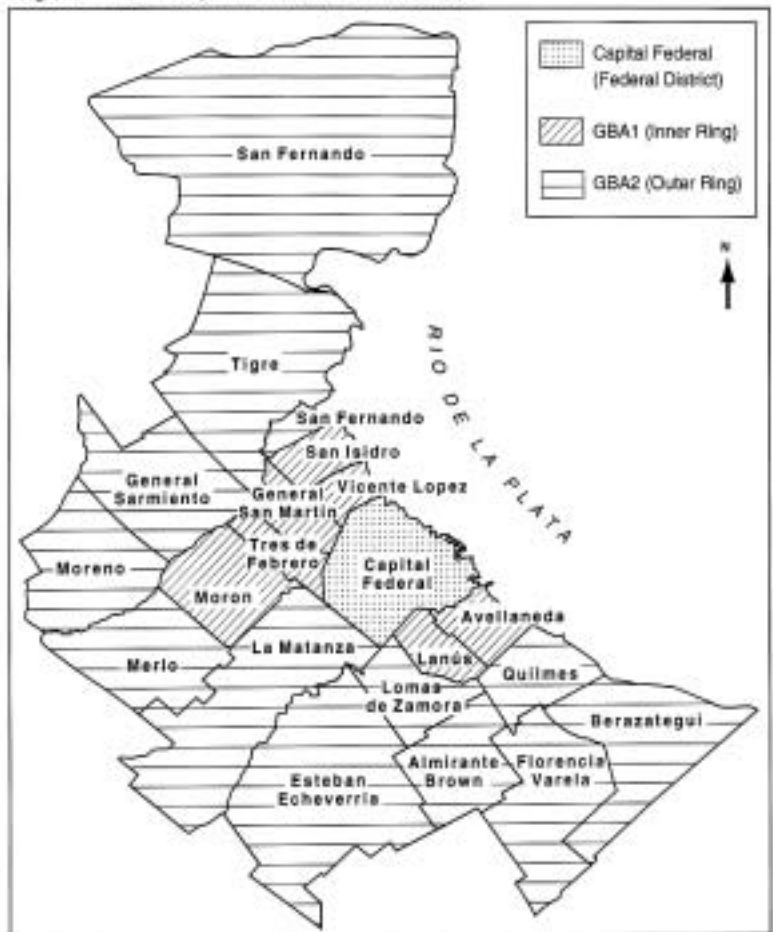 Capital Federal
(Federal District)
GBA1 (Inner Ring)
GBA2 (Outer Ring)
San Fernando
N
RIO DE LA PLATA
Tigre
San Fernando
San Isidro
Vicente Lopez
General
Sarmiento
General
San Martín
Tres de
Febrero
Capital
Federal
Moreno
Moron
Avellaneda
La Matanza
Lanús
Merlo
Quilmes
Lomas
de Zamora
Berazategui
Almirante
Brown
Florencia
Varela
Esteban
Echeverría